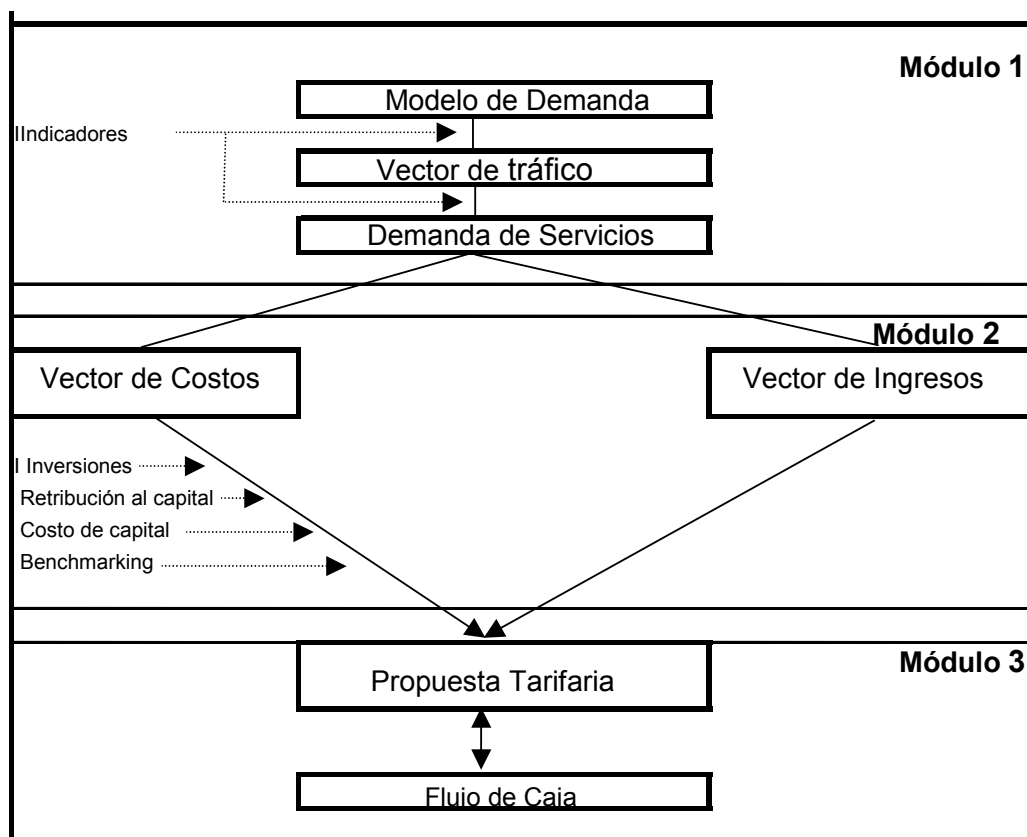 Módulo 1
Modelo de Demanda
IIndicadores
Vector de tráfico
Demanda de Servicios
Módulo 2
Vector de Costos
Vector de Ingresos
I Inversiones
Retribución al capital
Costo de capital
Benchmarking
Módulo 3
Propuesta Tarifaria
Flujo de Caja